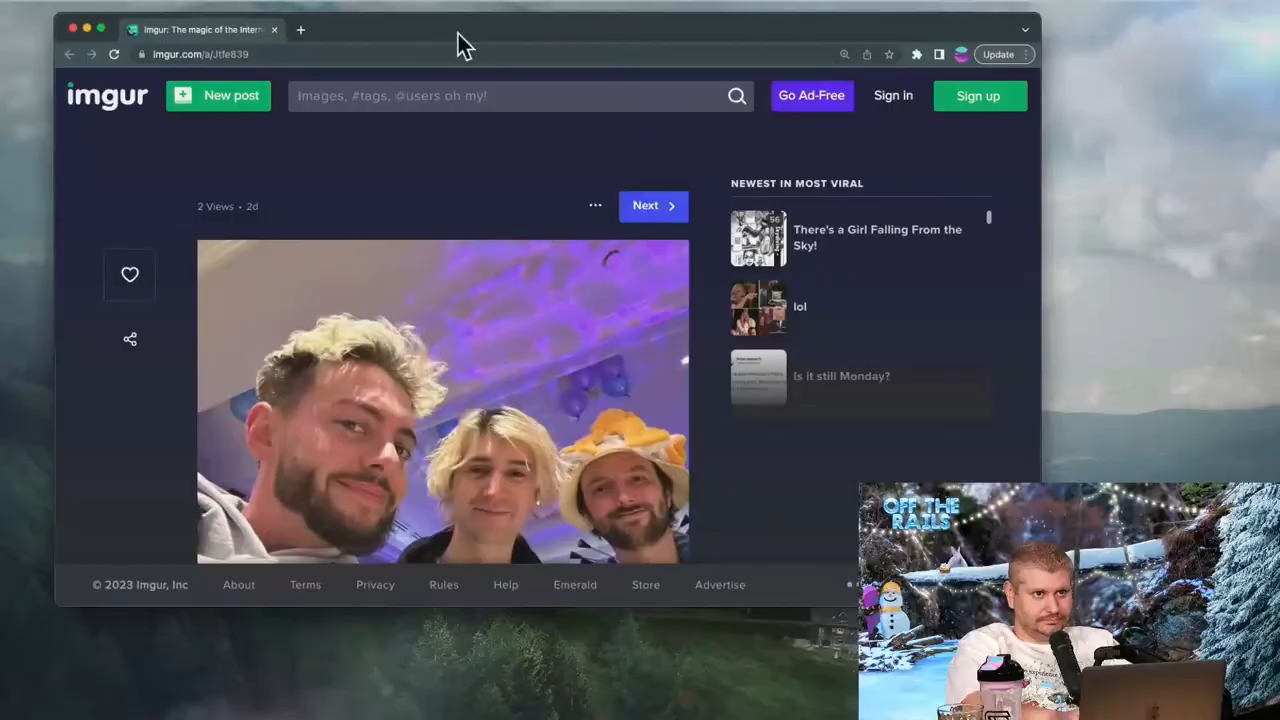 Imgur: The magic of the Intern
imgur.com/a/Jtfe839
Update
imgur
New post
Images, #tags, @users oh my!
Go Ad-Free
Sign in
Sign up
NEWEST IN MOST VIRAL
2 Views • 2d
Next
There's a Girl Falling From the
Sky!
lol
Is it still Monday?
OFF THE
RAILS
© 2023 Imgur, Inc
About
Terms
Privacy
Rules
Help
Emerald
Store
Advertise